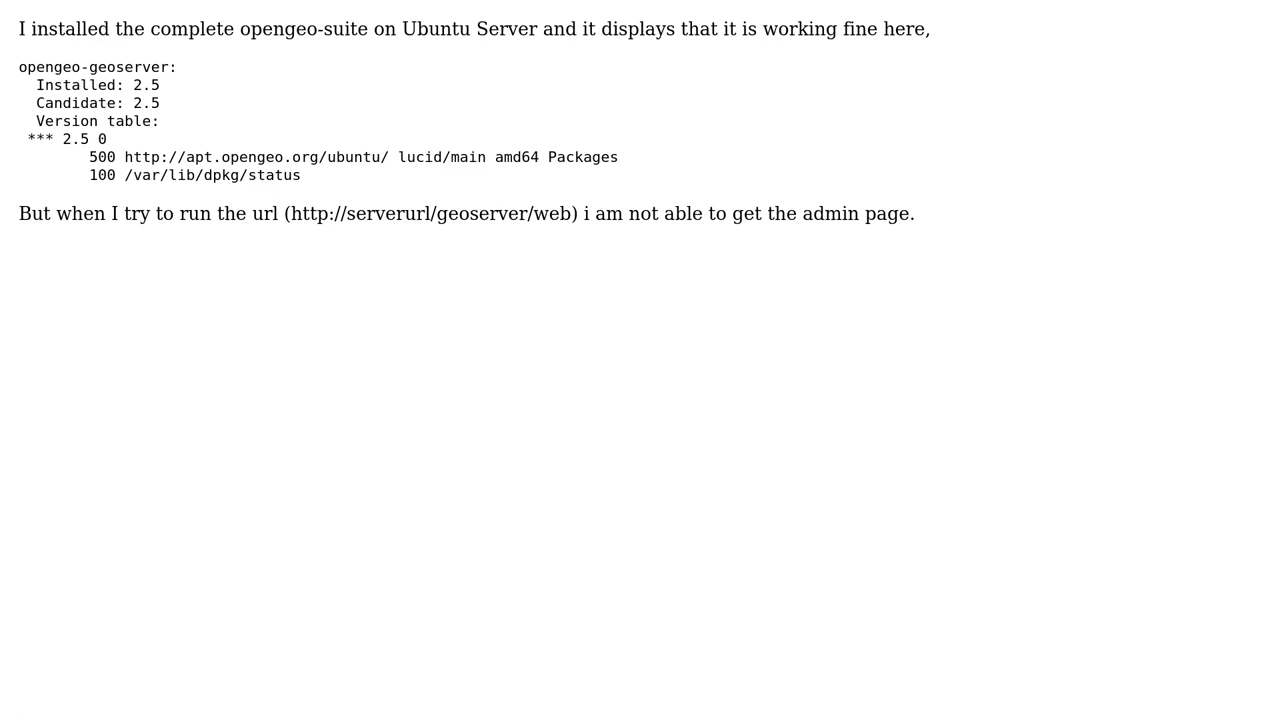 I installed the complete opengeo-suite on Ubuntu Server and it displays that it is working fine here,
opengeo-geoserver:
  Installed: 2.5
  Candidate: 2.5
  Version table:
 *** 2.5 0
        500 http://apt.opengeo.org/ubuntu/ lucid/main amd64 Packages
        100 /var/lib/dpkg/status
But when I try to run the url (http://serverurl/geoserver/web) i am not able to get the admin page.